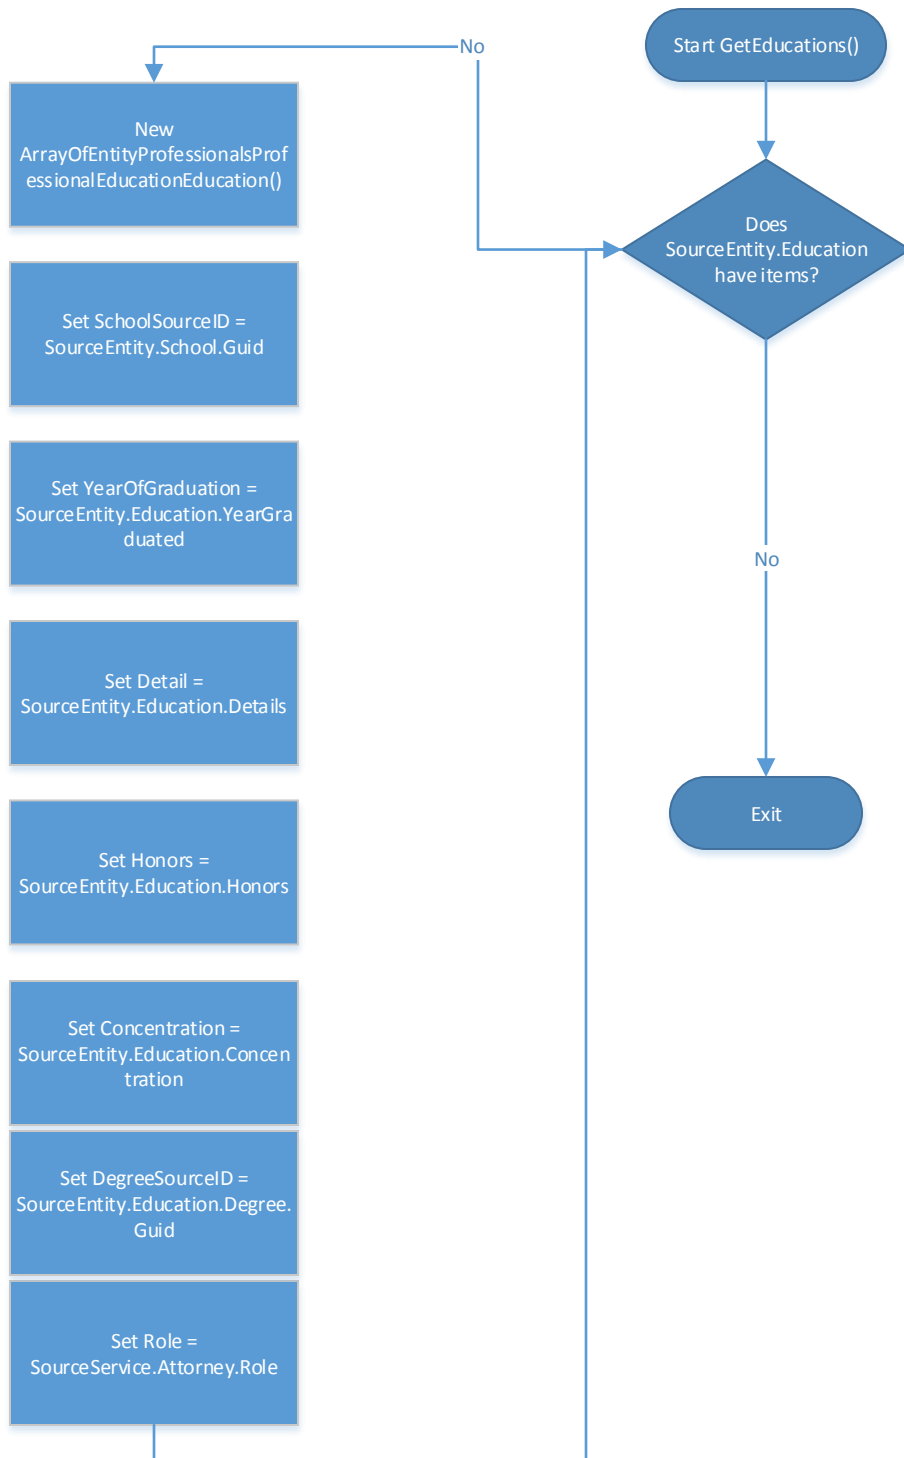 Start GetEducations()
Does
SourceEntity.Education
have items?
No
Exit
No
New
ArrayOfEntityProfessionalsProf
essionalEducationEducation()
Set SchoolSourceID =
SourceEntity.School.Guid
Set YearOfGraduation =
SourceEntity.Education.YearGra
duated
Set Detail =
SourceEntity.Education.Details
Set Honors =
SourceEntity.Education.Honors
Set Concentration =
SourceEntity.Education.Concen
tration
Set DegreeSourceID =
SourceEntity.Education.Degree.
Guid
Set Role =
SourceService.Attorney.Role